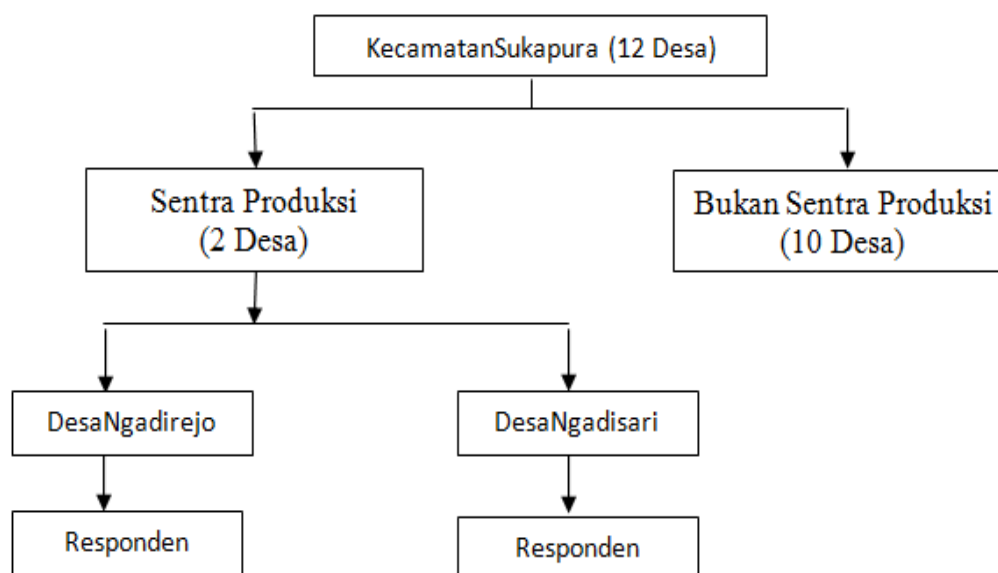 KecamatanSukapura (12 Desa)
Sentra Produksi
(2 Desa)
Bukan Sentra Produksi
(10 Desa)
DesaNgadirejo
DesaNgadisari
Responden
Responden